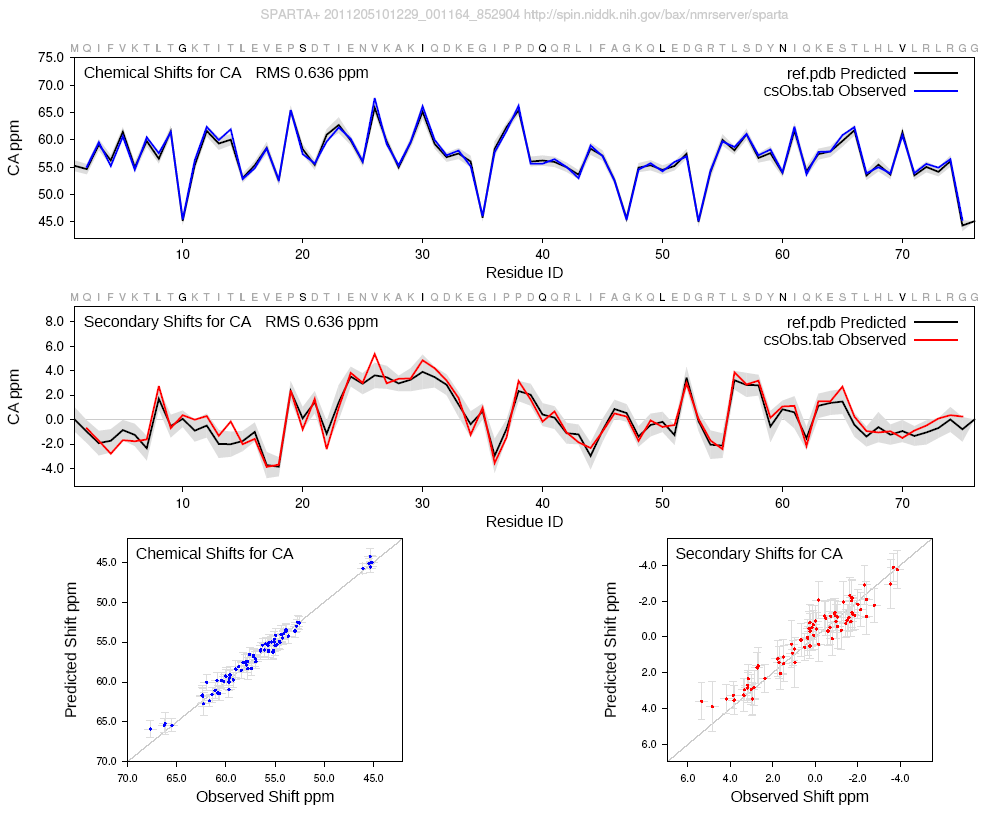 SPARTA+ 2011205101229_001164_852904 http://spin.niddk.nih.gov/bax/nmrserver/sparta
M Q I F V K T L T G K T I T L E V E P S D T I E N V K A K I Q D K E G I P P D Q Q R L I F A G K Q L E D G R T L S D Y N I Q K E S T L H L V L R L R G G
Chemical Shifts for CA RMS 0.636 ppm
ref.pdb Predicted
csObs.tab Observed
CA ppm
75.0
70.0
65.0
60.0
55.0
50.0
45.0
10 20 30 40 50 60 70
Residue ID
M Q I F V K T L T G K T I T L E V E P S D T I E N V K A K I Q D K E G I P P D Q Q R L I F A G K Q L E D G R T L S D Y N I Q K E S T L H L V L R L R G G
Secondary Shifts for CA RMS 0.636 ppm
ref.pdb Predicted
csObs.tab Observed
CA ppm
8.0
6.0
4.0
2.0
0.0
-2.0
-4.0
10 20 30 40 50 60 70
Residue ID
Chemical Shifts for CA
Predicted Shift ppm
45.0
50.0
55.0
60.0
65.0
70.0
70.0 65.0 60.0 55.0 50.0 45.0
Observed Shift ppm
Secondary Shifts for CA
Predicted Shift ppm
-4.0
-2.0
0.0
2.0
4.0
6.0
6.0 4.0 2.0 0.0 -2.0 -4.0
Observed Shift ppm